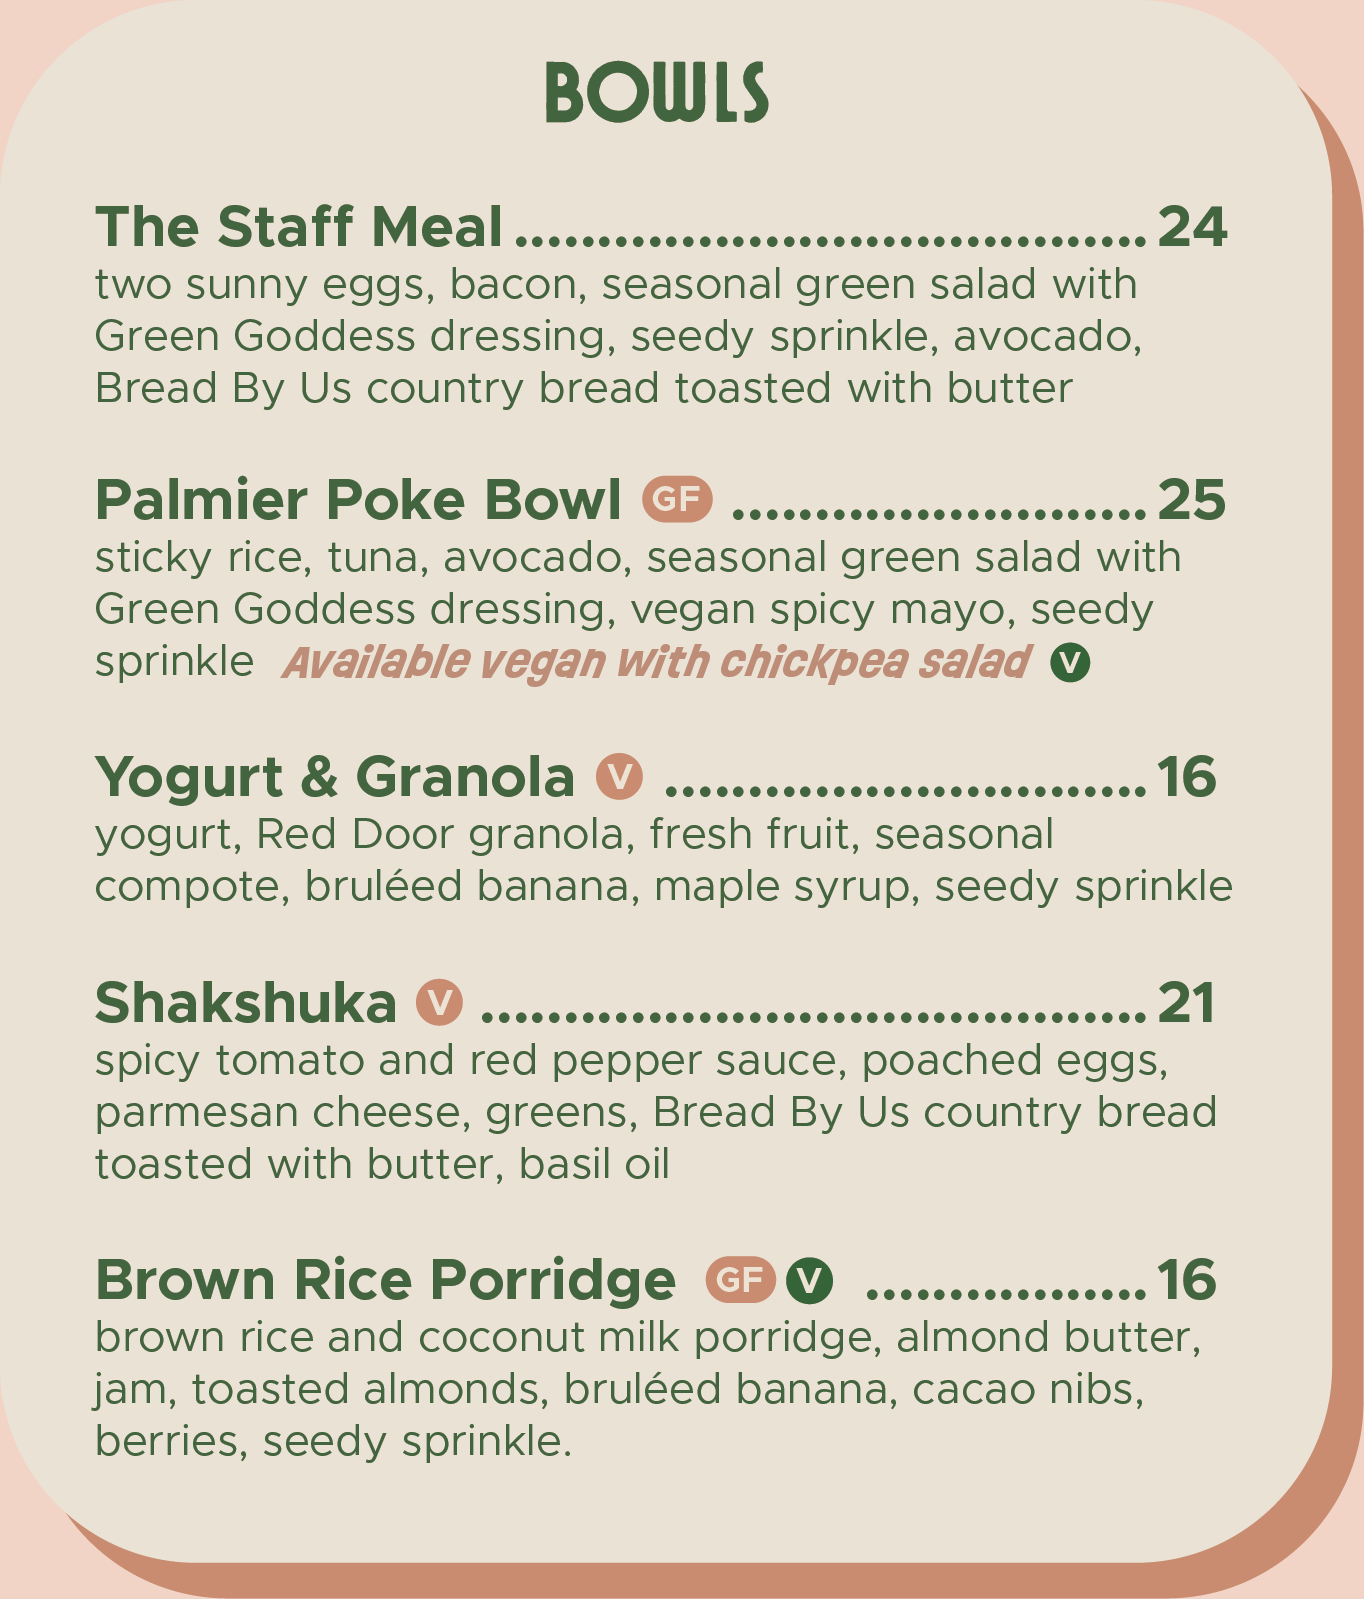 BOWLS
The Staff Meal...................................... 24
two sunny eggs, bacon, seasonal green salad with
Green Goddess dressing, seedy sprinkle, avocado,
Bread By Us country bread toasted with butter
Palmier Poke Bowl GF ......................... 25
sticky rice, tuna, avocado, seasonal green salad with
Green Goddess dressing, vegan spicy mayo, seedy
sprinkle Available vegan with chickpea salad V
Yogurt & Granola V ............................. 16
yogurt, Red Door granola, fresh fruit, seasonal
compote, bruléed banana, maple syrup, seedy sprinkle
Shakshuka V ........................................ 21
spicy tomato and red pepper sauce, poached eggs,
parmesan cheese, greens, Bread By Us country bread
toasted with butter, basil oil
Brown Rice Porridge GF V ................. 16
brown rice and coconut milk porridge, almond butter,
jam, toasted almonds, bruléed banana, cacao nibs,
berries, seedy sprinkle.